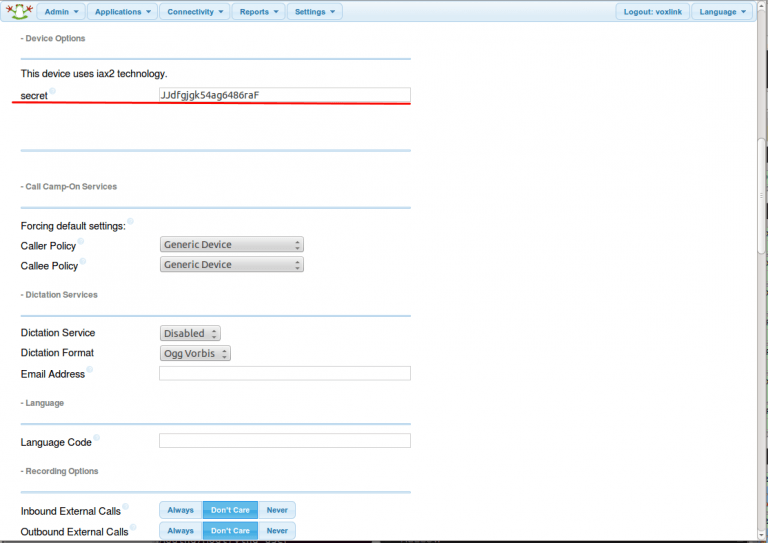 Admin Applications Connectivity Reports Settings Logout: voxlink Language
- Device Options
This device uses iax2 technology.
secret JJdfgjgk54ag6486raF
- Call Camp-On Services
Forcing default settings:
Caller Policy Generic Device
Callee Policy Generic Device
- Dictation Services
Dictation Service Disabled
Dictation Format Ogg Vorbis
Email Address
- Language
Language Code
- Recording Options
Inbound External Calls Always Don't Care Never
Outbound External Calls Always Don't Care Never